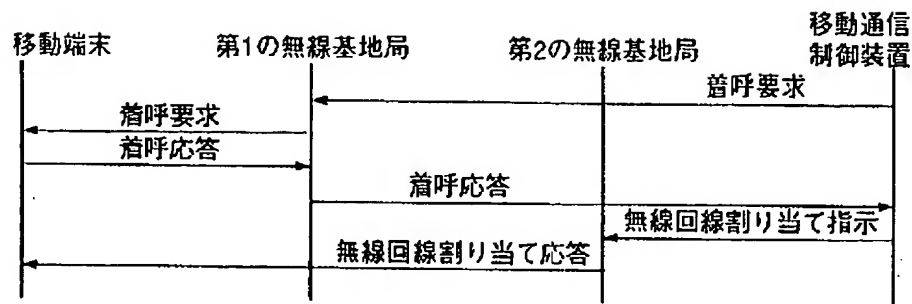 移動端末
第1の無線基地局
第2の無線基地局
移動通信
制御装置
着呼要求
着呼要求
着呼応答
着呼応答
無線回線割り当て指示
無線回線割り当て応答